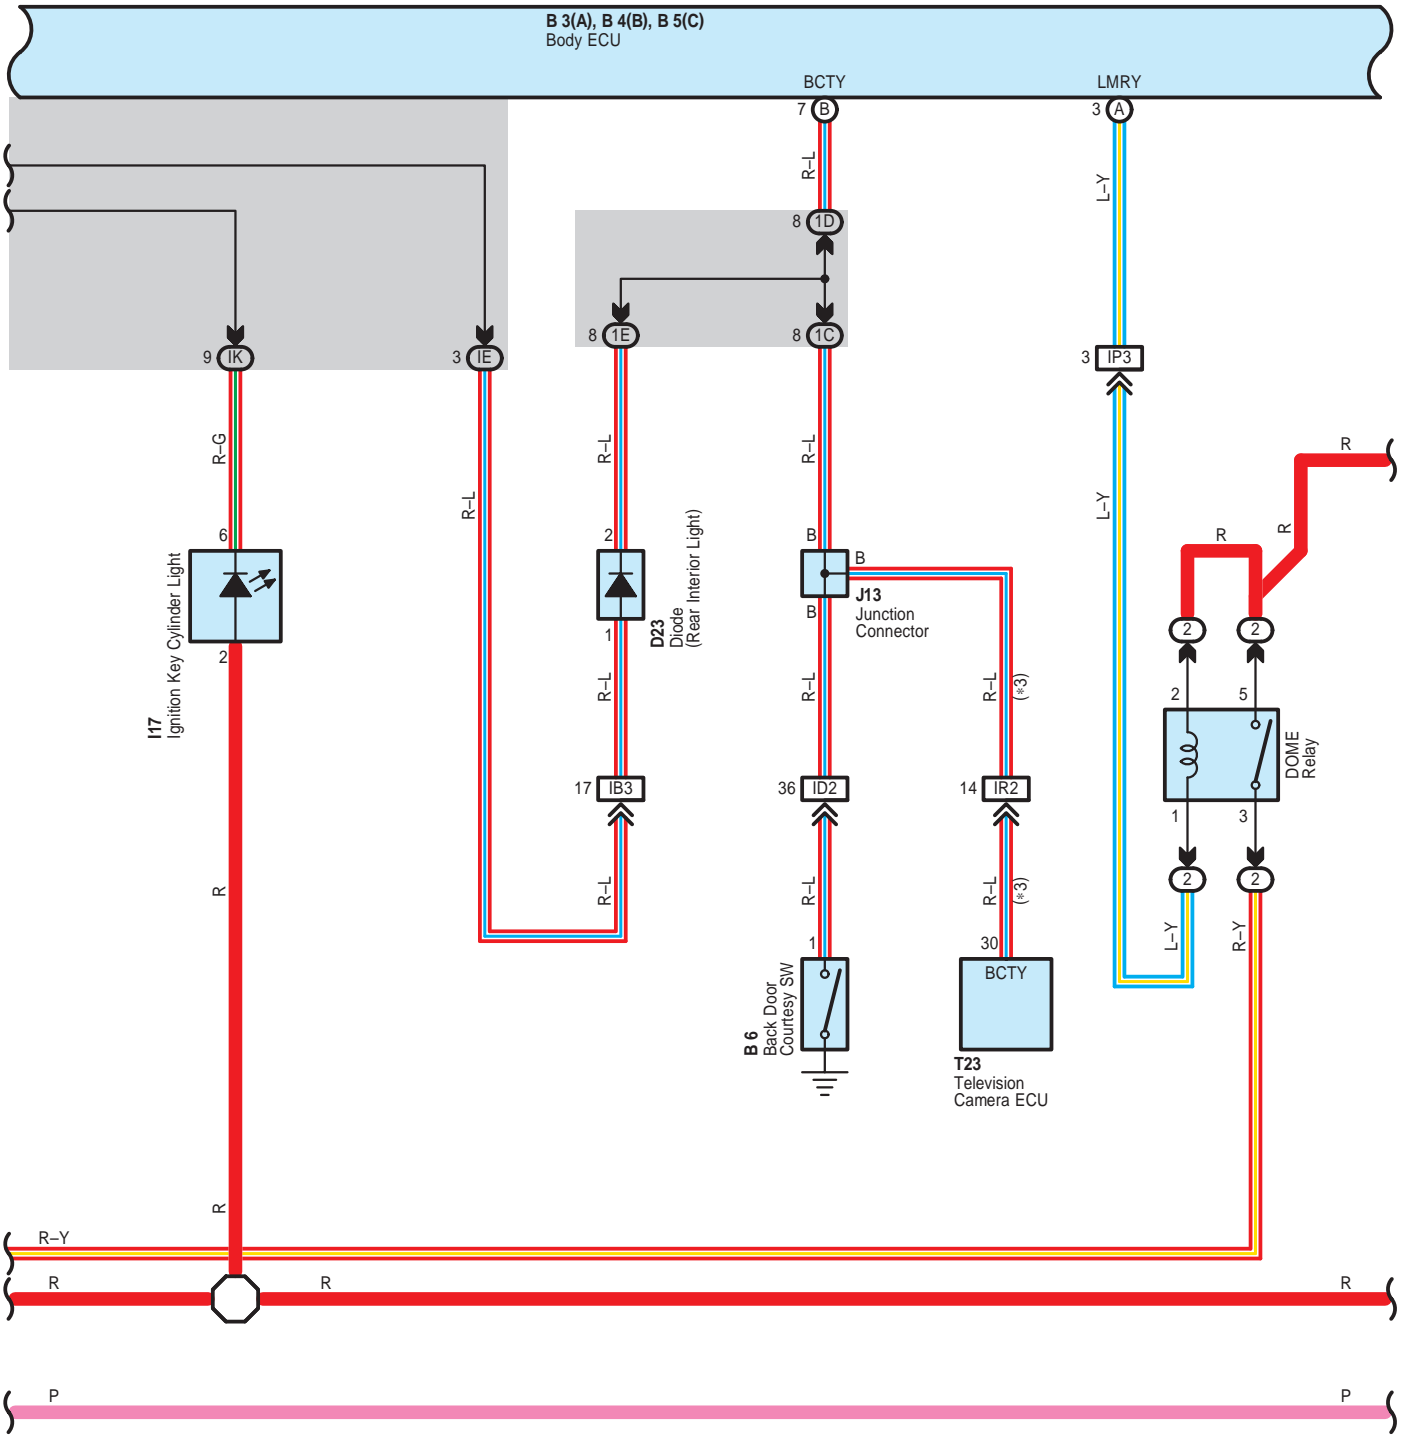 B 3(A), B 4(B), B 5(C)
Body ECU
BCTY
LMRY
7 B
3 A
R–L
L–Y
8 1D
8 1E
8 1C
9 IK
3 IE
3 IP3
R–G
R–L
R–L
R–L
L–Y
R
R
R
6
2
B
B
B
J13
Junction
Connector
I17
Ignition Key Cylinder Light
2
1
D23
Diode
(Rear Interior Light)
2
2
R–L
R–L
R–L
(*3)
2
5
DOME
Relay
17 IB3
36 ID2
14 IR2
1
3
R
R–L
R–L
R–L
(*3)
2
2
L–Y
R–Y
1
30
BCTY
B 6
Back Door
Courtesy SW
T23
Television
Camera ECU
R
R–Y
R
R
R
P
P